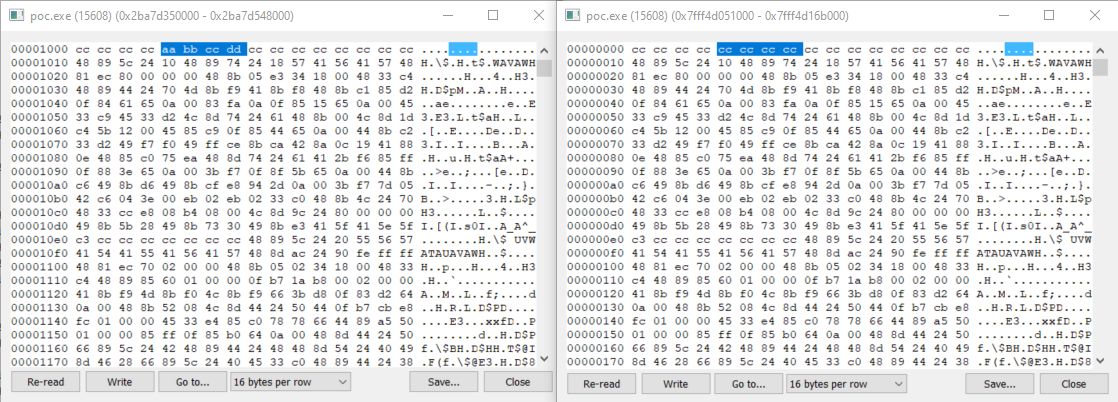 poc.exe (15608) (0x2ba7d350000 - 0x2ba7d548000)
00001000 cc cc cc cc aa bb cc dd cc cc cc cc cc cc cc cc ................
00001010 48 89 5c 24 10 48 89 74 24 18 57 41 56 41 57 48 H.\$.H.t$.WAVAWH
00001020 81 ec 80 00 00 00 48 8b 05 e3 34 18 00 48 33 c4 ......H...4..H3.
00001030 48 89 44 24 70 4d 8b f9 41 8b f8 48 8b c1 85 d2 H.D$pM..A..H....
00001040 0f 84 61 65 0a 00 83 fa 0a 0f 85 15 65 0a 00 45 ..ae........e..E
00001050 33 c9 45 33 d2 4c 8d 74 24 61 48 8b 00 4c 8d 1d 3.E3.L.t$aH..L..
00001060 c4 5b 12 00 45 85 c9 0f 85 44 65 0a 00 44 8b c2 .[..E....De..D..
00001070 33 d2 49 f7 f0 49 ff ce 8b ca 42 8a 0c 19 41 88 3.I..I....B...A.
00001080 0e 48 85 c0 75 ea 48 8d 74 24 61 41 2b f6 85 ff .H..u.H.t$aA+...
00001090 0f 88 3e 65 0a 00 3b f7 0f 8f 5b 65 0a 00 44 8b ..>e..;...[e..D.
000010a0 c6 49 8b d6 49 8b cf e8 94 2d 0a 00 3b f7 7d 05 .I..I....-..;.}.
000010b0 42 c6 04 3e 00 eb 02 eb 02 33 c0 48 8b 4c 24 70 B..>.....3.H.L$p
000010c0 48 33 cc e8 08 b4 08 00 4c 8d 9c 24 80 00 00 00 H3......L..$....
000010d0 49 8b 5b 28 49 8b 73 30 49 8b e3 41 5f 41 5e 5f I.[(I.s0I..A_A^_
000010e0 c3 cc cc cc cc cc cc cc 48 89 5c 24 20 55 56 57 ........H.\$ UVW
000010f0 41 54 41 55 41 56 41 57 48 8d ac 24 90 fe ff ff ATAUAVAWH..$....
00001100 48 81 ec 70 02 00 00 48 8b 05 02 34 18 00 48 33 H..p...H...4..H3
00001110 c4 48 89 85 60 01 00 00 0f b7 1a b8 00 02 00 00 .H..`...........
00001120 41 8b f9 4d 8b f0 4c 8b f9 66 3b d8 0f 83 d2 64 A..M..L..f;....d
00001130 0a 00 48 8b 52 08 4c 8d 44 24 50 44 0f b7 cb e8 ..H.R.L.D$PD....
00001140 fc 01 00 00 45 33 e4 85 c0 78 78 66 44 89 a5 50 ....E3...xxfD..P
00001150 01 00 00 85 ff 0f 85 b0 64 0a 00 48 8d 44 24 50 ........d..H.D$P
00001160 66 89 5c 24 42 48 89 44 24 48 48 8d 54 24 40 49 f.\$BH.D$HH.T$@I
00001170 8d 46 28 66 89 5c 24 40 45 33 c0 48 89 44 24 38 .F(f.\$@E3.H.D$8
Re-read Write Go to... 16 bytes per row Save... Close
poc.exe (15608) (0x7fff4d051000 - 0x7fff4d16b000)
00000000 cc cc cc cc cc cc cc cc cc cc cc cc cc cc cc cc ................
00000010 48 89 5c 24 10 48 89 74 24 18 57 41 56 41 57 48 H.\$.H.t$.WAVAWH
00000020 81 ec 80 00 00 00 48 8b 05 e3 34 18 00 48 33 c4 ......H...4..H3.
00000030 48 89 44 24 70 4d 8b f9 41 8b f8 48 8b c1 85 d2 H.D$pM..A..H....
00000040 0f 84 61 65 0a 00 83 fa 0a 0f 85 15 65 0a 00 45 ..ae........e..E
00000050 33 c9 45 33 d2 4c 8d 74 24 61 48 8b 00 4c 8d 1d 3.E3.L.t$aH..L..
00000060 c4 5b 12 00 45 85 c9 0f 85 44 65 0a 00 44 8b c2 .[..E....De..D..
00000070 33 d2 49 f7 f0 49 ff ce 8b ca 42 8a 0c 19 41 88 3.I..I....B...A.
00000080 0e 48 85 c0 75 ea 48 8d 74 24 61 41 2b f6 85 ff .H..u.H.t$aA+...
00000090 0f 88 3e 65 0a 00 3b f7 0f 8f 5b 65 0a 00 44 8b ..>e..;...[e..D.
000000a0 c6 49 8b d6 49 8b cf e8 94 2d 0a 00 3b f7 7d 05 .I..I....-..;.}.
000000b0 42 c6 04 3e 00 eb 02 eb 02 33 c0 48 8b 4c 24 70 B..>.....3.H.L$p
000000c0 48 33 cc e8 08 b4 08 00 4c 8d 9c 24 80 00 00 00 H3......L..$....
000000d0 49 8b 5b 28 49 8b 73 30 49 8b e3 41 5f 41 5e 5f I.[(I.s0I..A_A^_
000000e0 c3 cc cc cc cc cc cc cc 48 89 5c 24 20 55 56 57 ........H.\$ UVW
000000f0 41 54 41 55 41 56 41 57 48 8d ac 24 90 fe ff ff ATAUAVAWH..$....
00000100 48 81 ec 70 02 00 00 48 8b 05 02 34 18 00 48 33 H..p...H...4..H3
00000110 c4 48 89 85 60 01 00 00 0f b7 1a b8 00 02 00 00 .H..`...........
00000120 41 8b f9 4d 8b f0 4c 8b f9 66 3b d8 0f 83 d2 64 A..M..L..f;....d
00000130 0a 00 48 8b 52 08 4c 8d 44 24 50 44 0f b7 cb e8 ..H.R.L.D$PD....
00000140 fc 01 00 00 45 33 e4 85 c0 78 78 66 44 89 a5 50 ....E3...xxfD..P
00000150 01 00 00 85 ff 0f 85 b0 64 0a 00 48 8d 44 24 50 ........d..H.D$P
00000160 66 89 5c 24 42 48 89 44 24 48 48 8d 54 24 40 49 f.\$BH.D$HH.T$@I
00000170 8d 46 28 66 89 5c 24 40 45 33 c0 48 89 44 24 38 .F(f.\$@E3.H.D$8
Re-read Write Go to... 16 bytes per row Save... Close